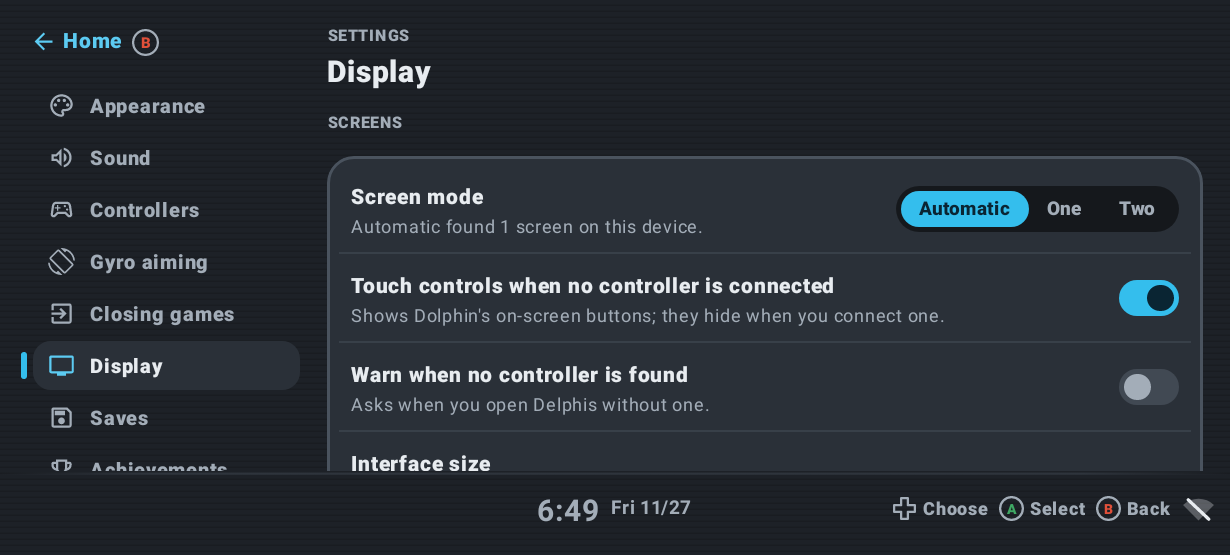 Home B
Appearance
Sound
Controllers
Gyro aiming
Closing games
Display
Saves
Achievements
SETTINGS
Display
SCREENS
Screen mode
Automatic found 1 screen on this device.
Automatic One Two
Touch controls when no controller is connected
Shows Dolphin's on-screen buttons; they hide when you connect one.
Warn when no controller is found
Asks when you open Delphis without one.
Interface size
6:49 Fri 11/27
Choose A Select B Back